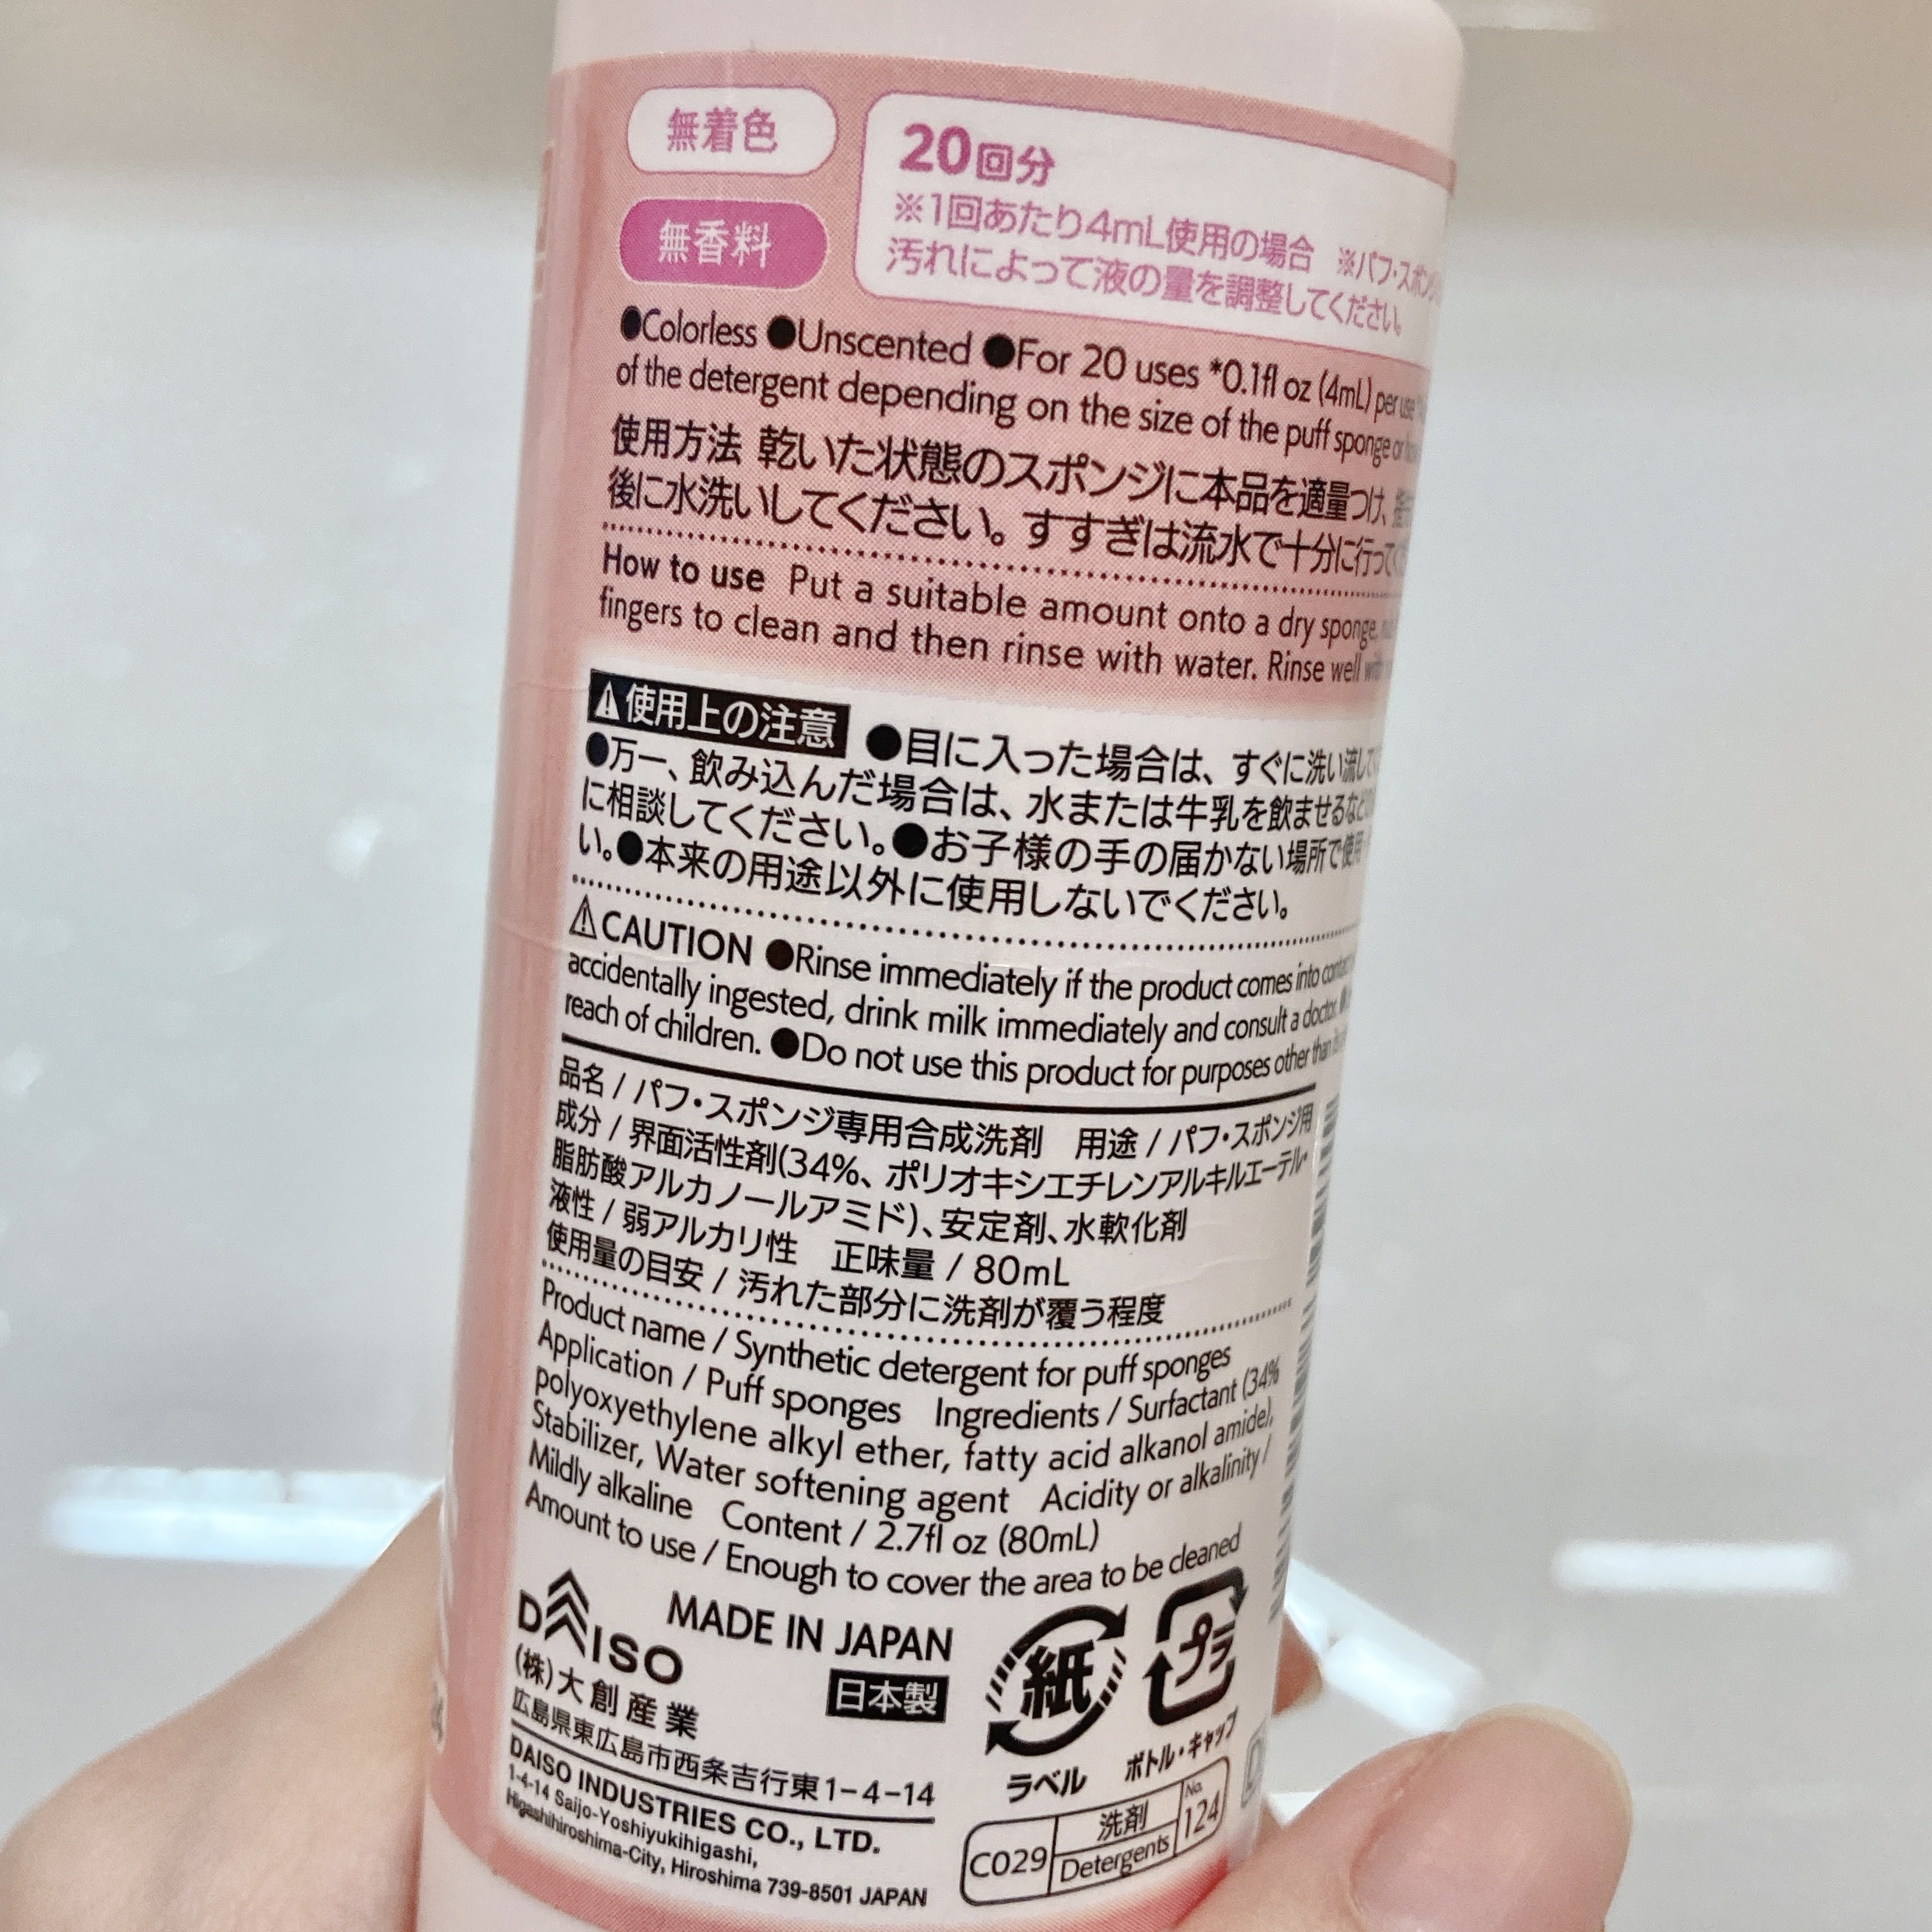 無着色
無香料
20回分
※1回あたり4mL使用の場合 ※パフ・スポンジ
汚れによって液の量を調整してください。
●Colorless ●Unscented ●For 20 uses *0.1fl oz (4mL) per use
of the detergent depending on the size of the puff sponge or
使用方法 乾いた状態のスポンジに本品を適量つけ、
後に水洗いしてください。すすぎは流水で十分に行って
How to use Put a suitable amount onto a dry sponge,
fingers to clean and then rinse with water. Rinse well
⚠使用上の注意 ●目に入った場合は、すぐに洗い流して
●万一、飲み込んだ場合は、水または牛乳を飲ませるなど
に相談してください。●お子様の手の届かない場所で使用
い。●本来の用途以外に使用しないでください。
⚠CAUTION ●Rinse immediately if the product comes into contact
accidentally ingested, drink milk immediately and consult a doctor.
reach of children. ●Do not use this product for purposes other than
品名 / パフ・スポンジ専用合成洗剤 用途 / パフ・スポンジ用
成分 / 界面活性剤(34%、ポリオキシエチレンアルキルエーテル・
脂肪酸アルカノールアミド)、安定剤、水軟化剤
液性 / 弱アルカリ性 正味量 / 80mL
使用量の目安 / 汚れた部分に洗剤が覆う程度
Product name / Synthetic detergent for puff sponges
Application / Puff sponges Ingredients / Surfactant (34%
polyoxyethylene alkyl ether, fatty acid alkanol amide),
Stabilizer, Water softening agent Acidity or alkalinity /
Mildly alkaline Content / 2.7fl oz (80mL)
Amount to use / Enough to cover the area to be cleaned
DAISO
MADE IN JAPAN
日本製
(株)大創産業
広島県東広島市西条吉行東1-4-14
DAISO INDUSTRIES CO., LTD.
1-4-14 Saijo-Yoshiyukihigashi,
Higashihiroshima-City, Hiroshima 739-8501 JAPAN
紙
ラベル
プラ
ボトル・キャップ
C029
洗剤
Detergents
No.
124